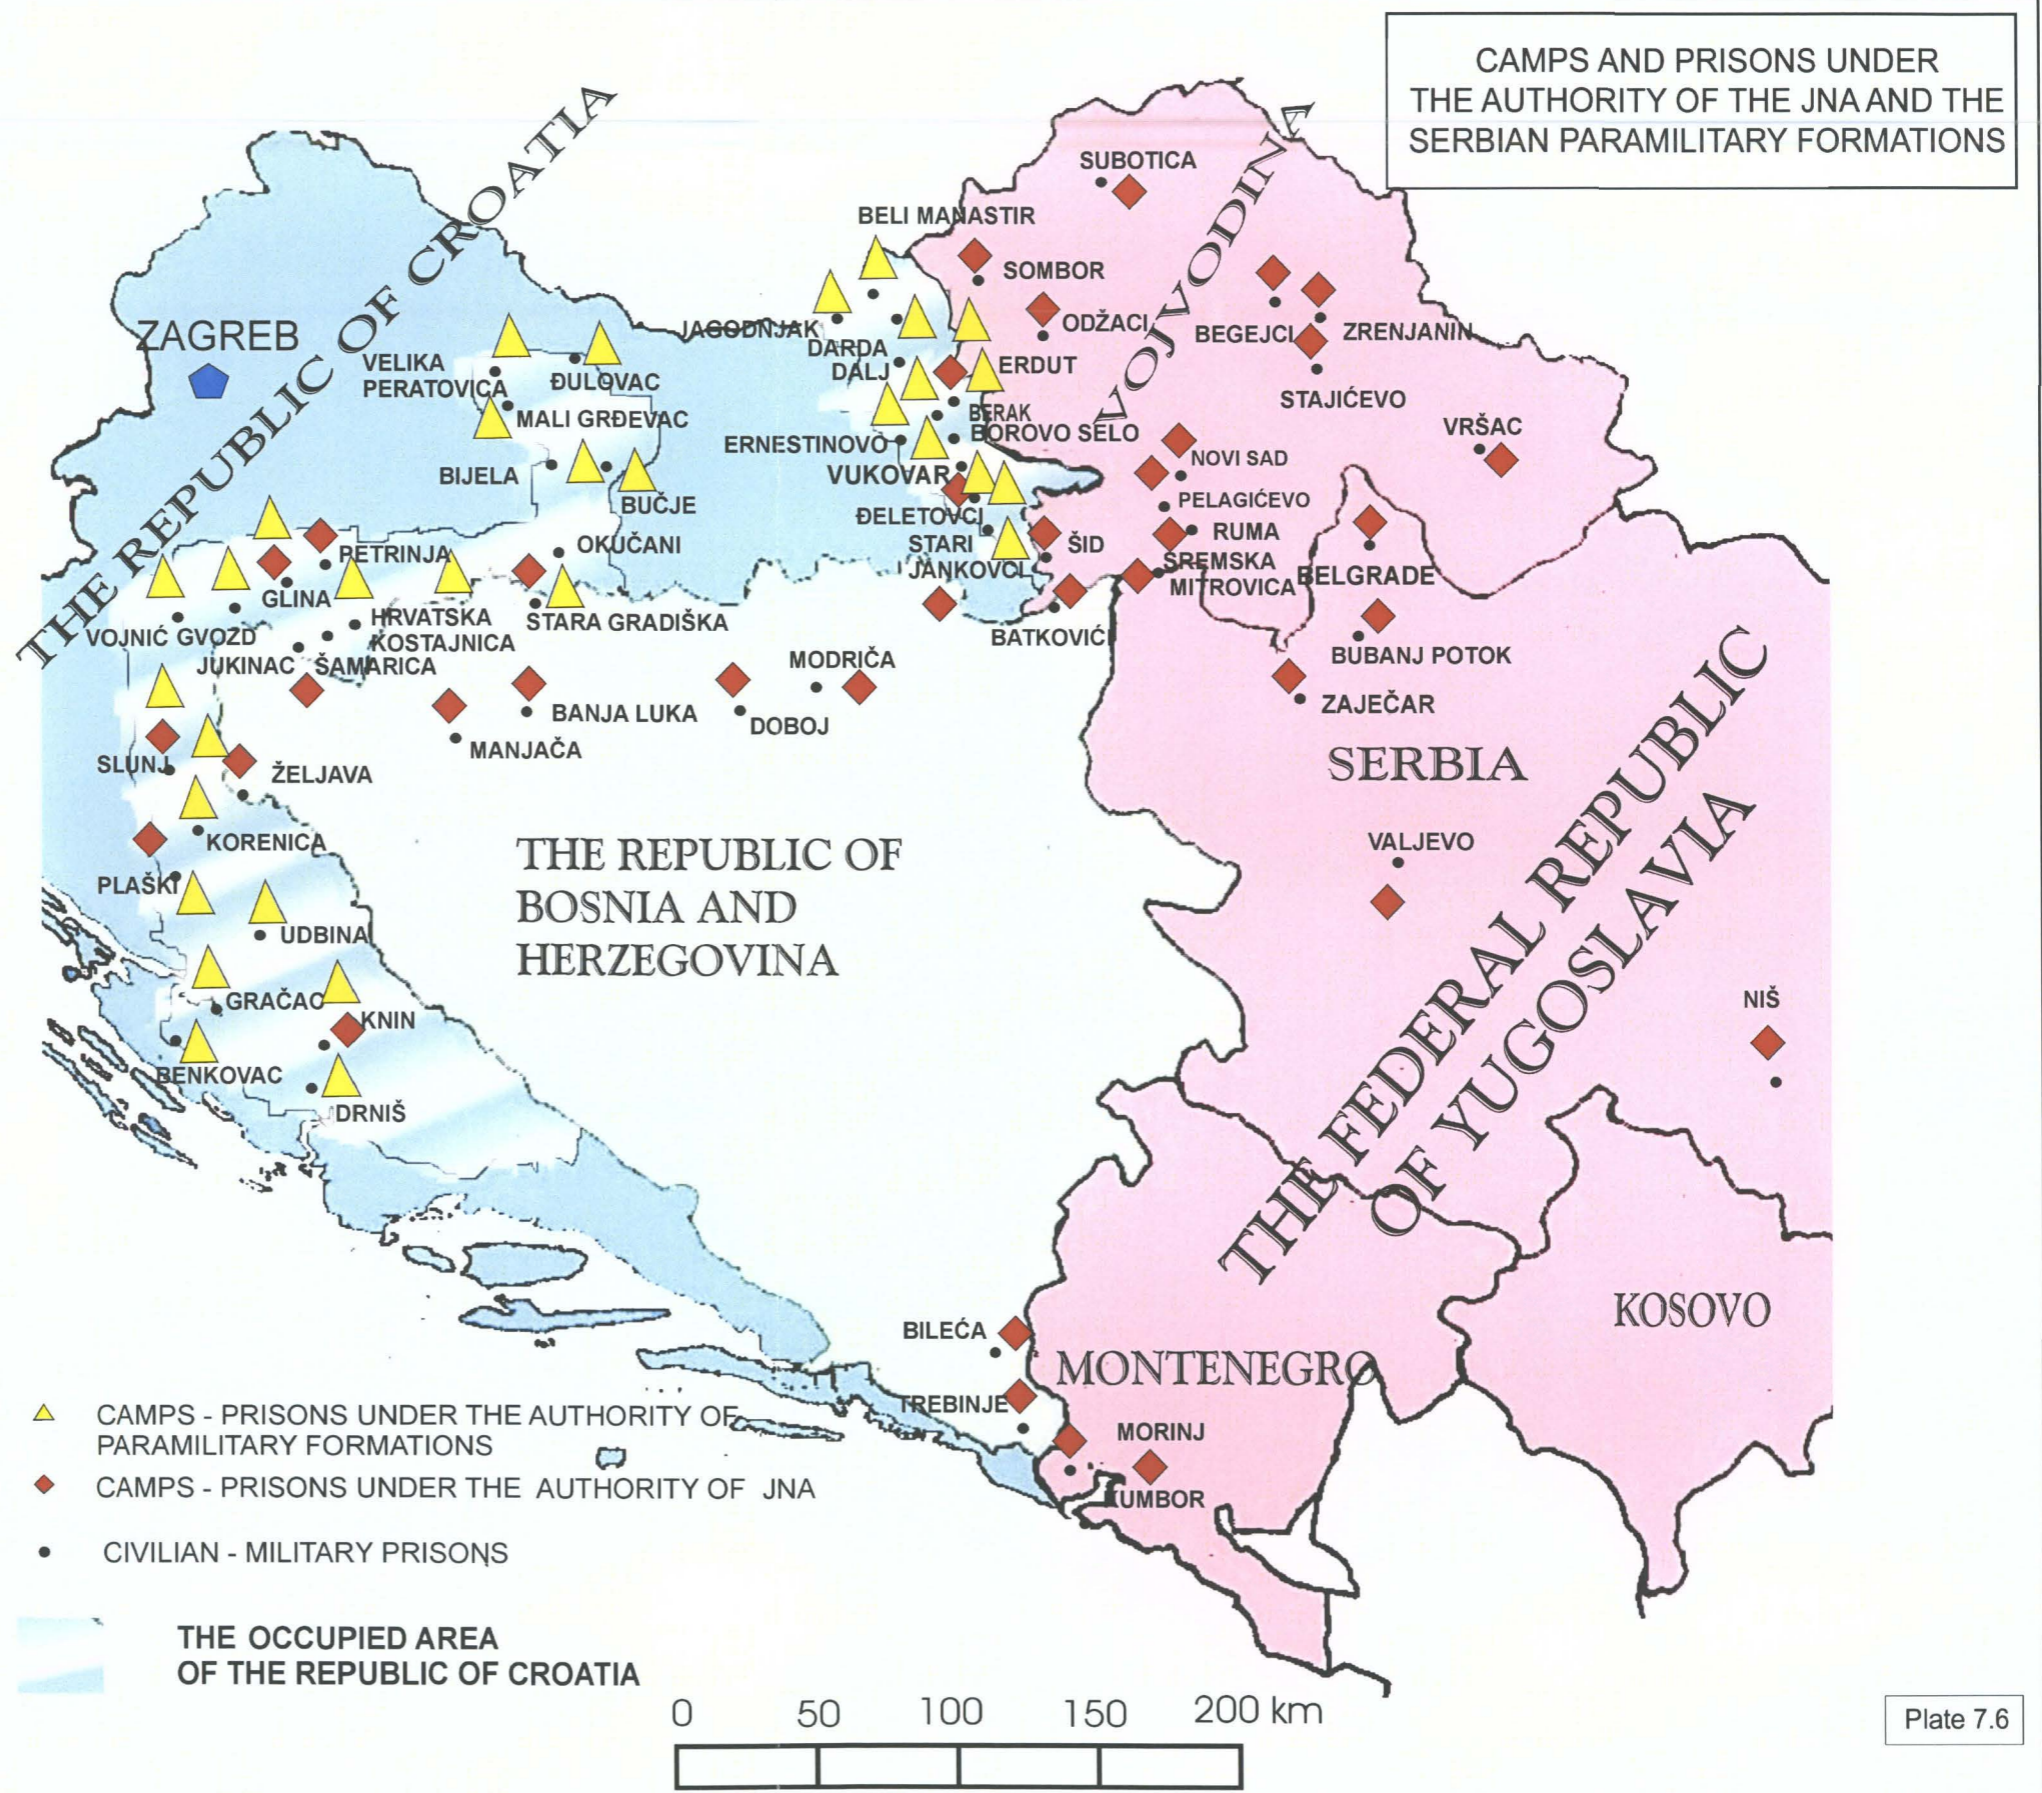 CAMPS AND PRISONS UNDER
THE AUTHORITY OF THE JNA AND THE
SERBIAN PARAMILITARY FORMATIONS
THE REPUBLIC OF CROATIA
VOJVODINA
SUBOTICA
BELI MANASTIR
SOMBOR
ZAGREB
JAGODNJAK
ODŽACI
BEGEJCI
ZRENJANIN
VELIKA
PERATOVICA
ĐULOVAC
DARDA
DALJ
ERDUT
STAJIĆEVO
MALI GRĐEVAC
BERAK
BOROVO SELO
VRŠAC
ERNESTINOVO
NOVI SAD
BIJELA
VUKOVAR
BUČJE
PELAGIĆEVO
ĐELETOVCI
RUMA
STARI
JANKOVCI
ŠID
OKUČANI
PETRINJA
SREMSKA
MITROVICA
BELGRADE
GLINA
HRVATSKA
KOSTAJNICA
STARA GRADIŠKA
VOJNIĆ GVOZD
BATKOVIĆI
BUBANJ POTOK
JUKINAC ŠAMARICA
MODRIČA
BANJA LUKA
DOBOJ
ZAJEČAR
MANJAČA
SLUNJ
ŽELJAVA
SERBIA
KORENICA
THE REPUBLIC OF
BOSNIA AND
HERZEGOVINA
VALJEVO
PLAŠKI
UDBINA
THE FEDERAL REPUBLIC
OF YUGOSLAVIA
GRAČAC
KNIN
NIŠ
BENKOVAC
DRNIŠ
KOSOVO
BILEĆA
MONTENEGRO
TREBINJE
MORINJ
KUMBOR
CAMPS - PRISONS UNDER THE AUTHORITY OF
PARAMILITARY FORMATIONS
CAMPS - PRISONS UNDER THE AUTHORITY OF JNA
CIVILIAN - MILITARY PRISONS
THE OCCUPIED AREA
OF THE REPUBLIC OF CROATIA
0 50 100 150 200 km
Plate 7.6